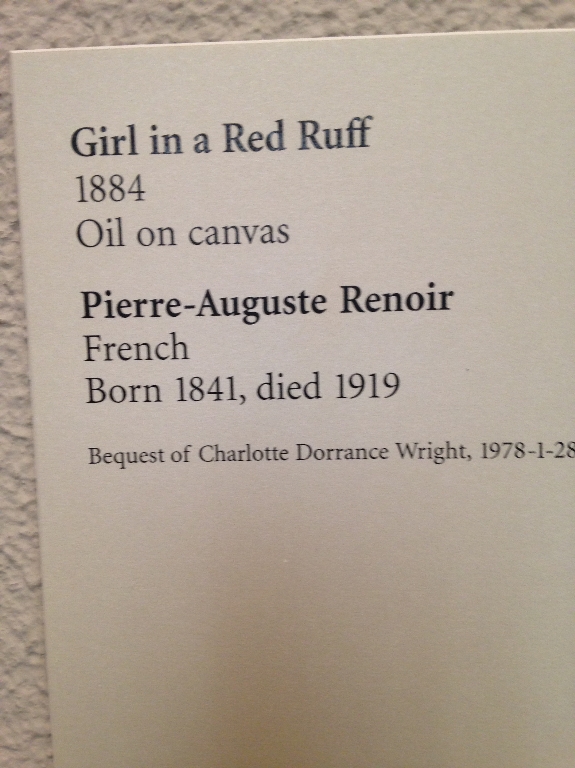 Girl in a Red Ruff
1884
Oil on canvas
Pierre-Auguste Renoir
French
Born 1841, died 1919
Bequest of Charlotte Dorrance Wright, 1978-1-28